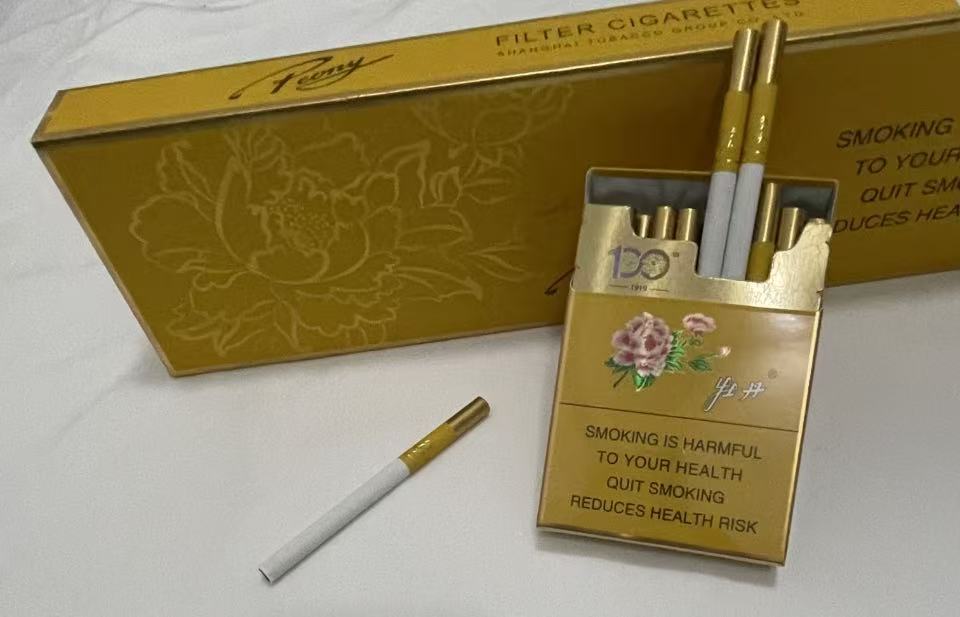 Peony
FILTER CIGARETTES
SHANGHAI TOBACCO GROUP CO., LTD
SMOKING
TO YOUR
QUIT SMO
DUCES HEA
100
1919
牡丹®
SMOKING IS HARMFUL
TO YOUR HEALTH
QUIT SMOKING
REDUCES HEALTH RISK